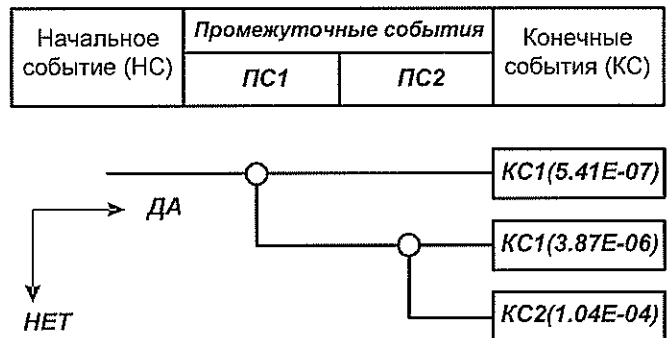 Начальное
событие (НС)
Промежуточные события
ПС1
ПС2
Конечные
события (КС)
КС1(5.41E-07)
ДА
КС1(3.87E-06)
НЕТ
КС2(1.04E-04)